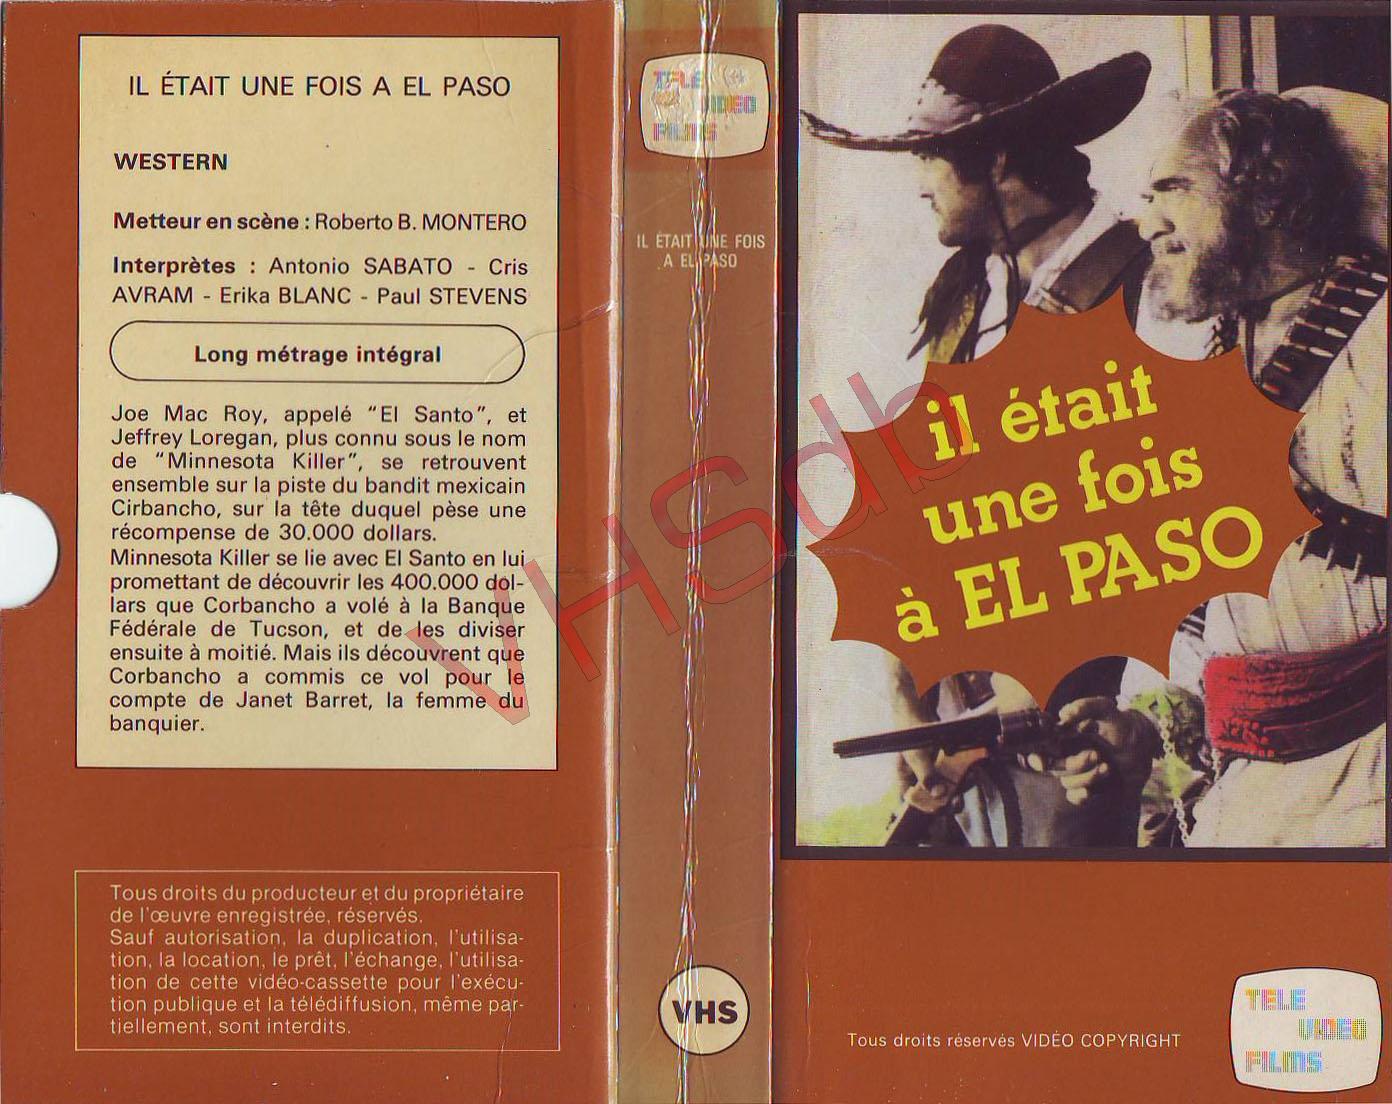 IL ÉTAIT UNE FOIS A EL PASO
WESTERN
Metteur en scène : Roberto B. MONTERO
Interprètes : Antonio SABATO - Cris
AVRAM - Erika BLANC - Paul STEVENS
Long métrage intégral
Joe Mac Roy, appelé “El Santo”, et
Jeffrey Loregan, plus connu sous le nom
de “Minnesota Killer”, se retrouvent
ensemble sur la piste du bandit mexicain
Cirbancho, sur la tête duquel pèse une
récompense de 30.000 dollars.
Minnesota Killer se lie avec El Santo en lui
promettant de découvrir les 400.000 dol-
lars que Corbancho a volé à la Banque
Fédérale de Tucson, et de les diviser
ensuite à moitié. Mais ils découvrent que
Corbancho a commis ce vol pour le
compte de Janet Barret, la femme du
banquier.
Tous droits du producteur et du propriétaire
de l'œuvre enregistrée, réservés.
Sauf autorisation, la duplication, l'utilisa-
tion, la location, le prêt, l'échange, l'utilisa-
tion de cette vidéo-cassette pour l'exécu-
tion publique et la télédiffusion, même par-
tiellement, sont interdits.
TELE
VIDEO
FILMS
IL ÉTAIT UNE FOIS
A EL PASO
VHS
il était
une fois
à EL PASO
Tous droits réservés VIDÉO COPYRIGHT
TELE
VIDEO
FILMS
VHSdb